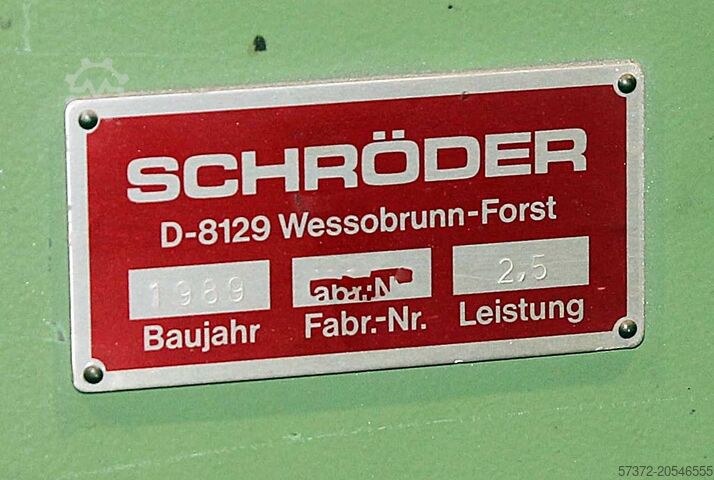 SCHRÖDER
D-8129 Wessobrunn-Forst
1989 2,5
Baujahr Fabr.-Nr. Leistung
57372-20546555